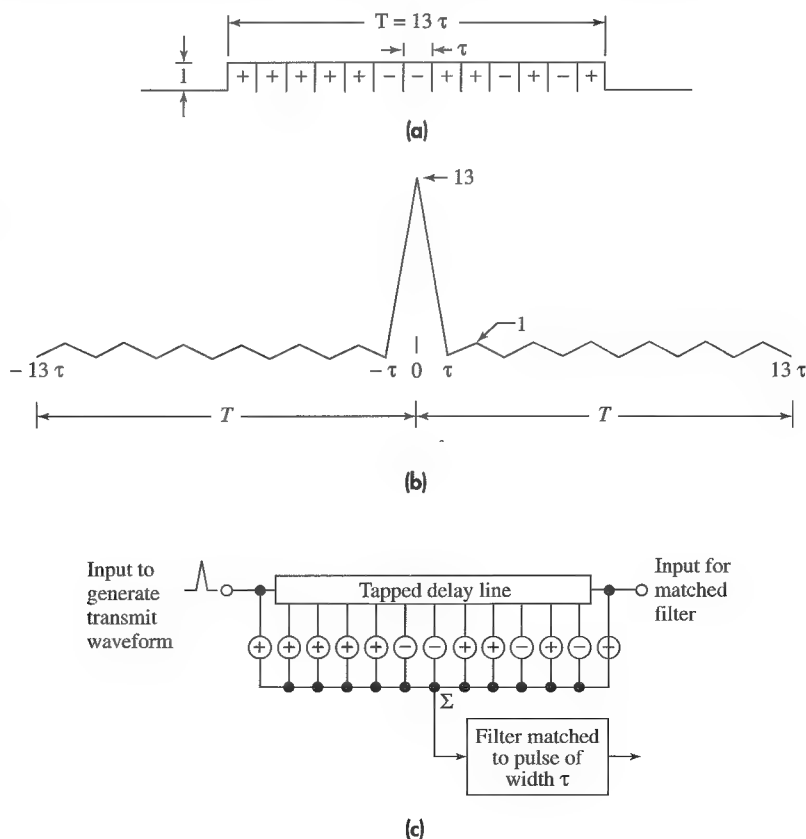 T = 13 τ
τ
1
+ + + + + − − + + − + − +
(a)
13
1
− 13 τ
− τ 0 τ
13 τ
T
T
(b)
Input to
generate
transmit
waveform
Tapped delay line
Input for
matched
filter
+ + + + + − − + + − + − +
Σ
Filter matched
to pulse of
width τ
(c)